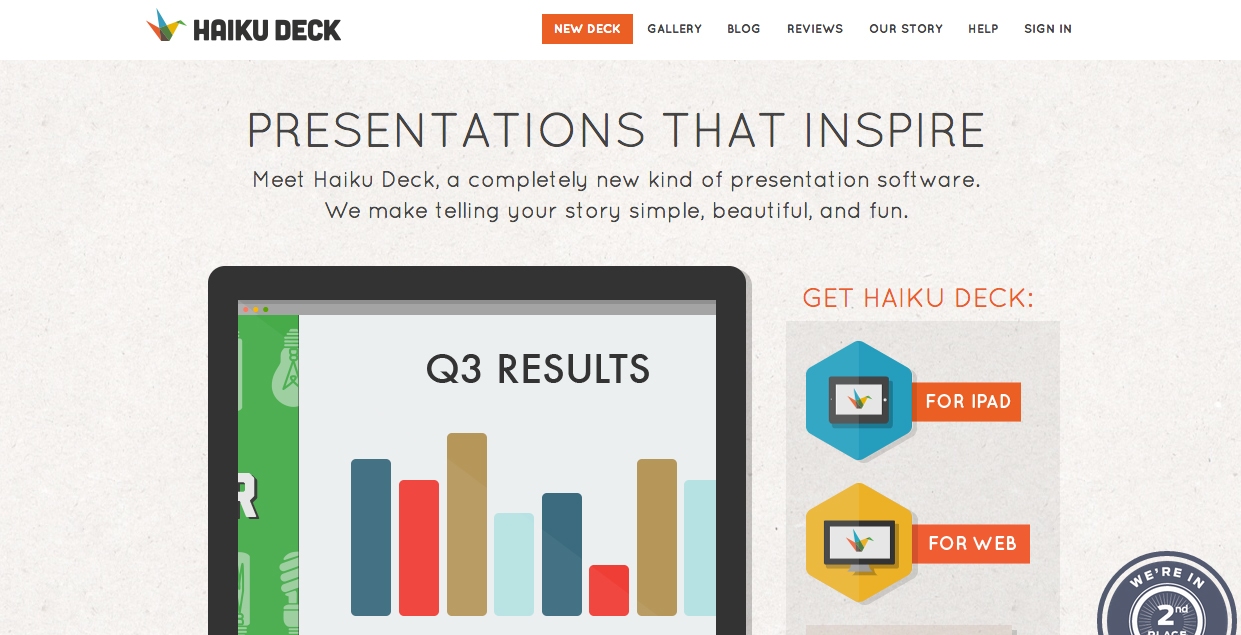 HAIKU DECK
NEW DECK GALLERY BLOG REVIEWS OUR STORY HELP SIGN IN
PRESENTATIONS THAT INSPIRE
Meet Haiku Deck, a completely new kind of presentation software.
We make telling your story simple, beautiful, and fun.
GET HAIKU DECK:
Q3 RESULTS
FOR IPAD
R
FOR WEB
WE'RE IN
2nd
PLACE